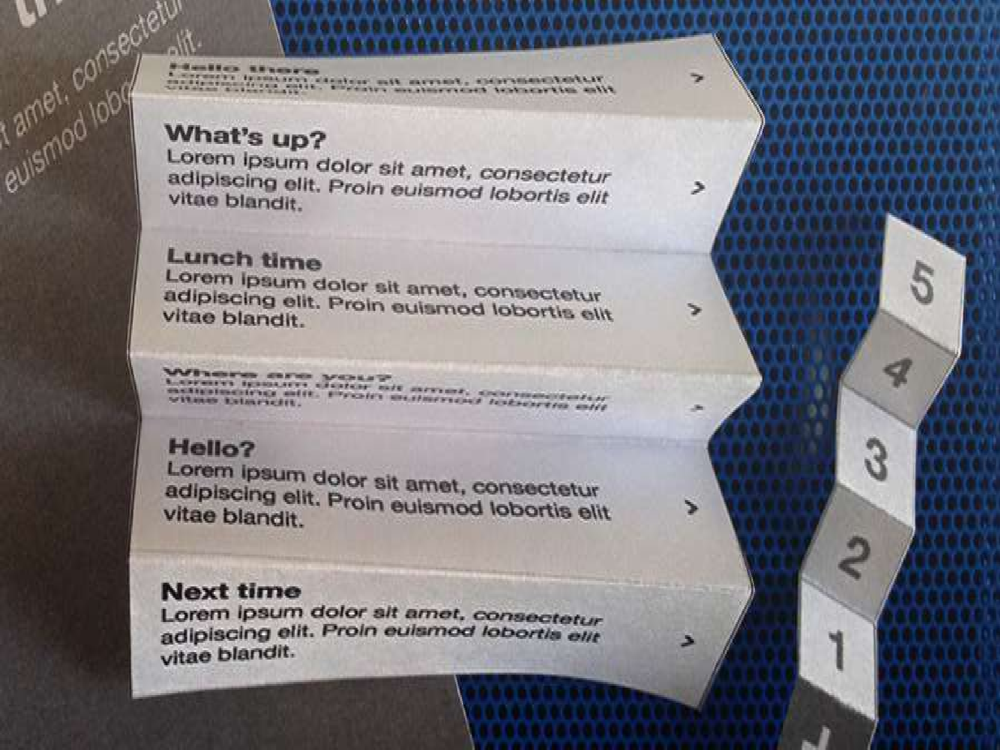 t amet, consectetur
euismod lobo
elit.
Hello there
Lorem ipsum dolor sit amet, consectetur
adipiscing elit. Proin euismod lobortis elit
vitae blandit.
What's up?
Lorem ipsum dolor sit amet, consectetur
adipiscing elit. Proin euismod lobortis elit
vitae blandit.
Lunch time
Lorem ipsum dolor sit amet, consectetur
adipiscing elit. Proin euismod lobortis elit
vitae blandit.
Where are you?
Lorem ipsum dolor sit amet, consectetur
adipiscing elit. Proin euismod lobortis elit
vitae blandit.
Hello?
Lorem ipsum dolor sit amet, consectetur
adipiscing elit. Proin euismod lobortis elit
vitae blandit.
Next time
Lorem ipsum dolor sit amet, consectetur
adipiscing elit. Proin euismod lobortis elit
vitae blandit.
5
4
3
2
1